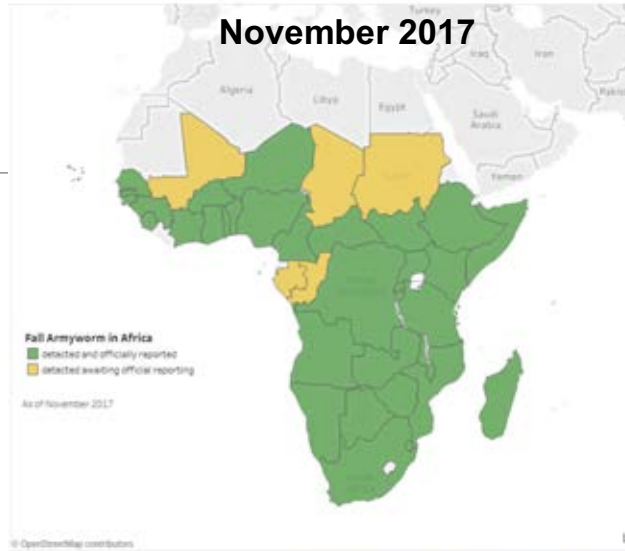 November 2017
Turkey
Iraq
Iran
Algeria
Libya
Egypt
Saudi
Arabia
Yemen
Fall Armyworm in Africa
detected and officially reported
detected awaiting official reporting
As of November 2017
© OpenStreetMap contributors